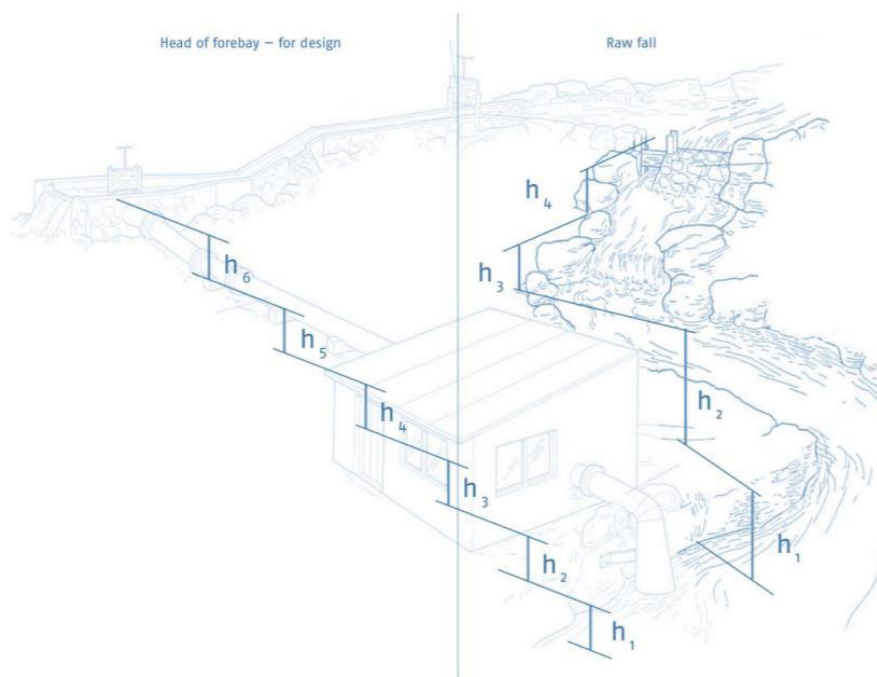 Head of forebay – for design
Raw fall
h₄
h₃
h₆
h₅
h₂
h₄
h₃
h₁
h₂
h₁